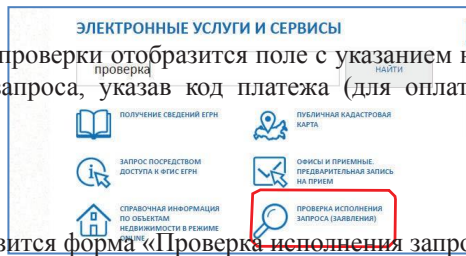 ЭЛЕКТРОННЫЕ УСЛУГИ И СЕРВИСЫ
проверки отобразится поле с указанием
проверка
НАЙТИ
запроса, указав код платежа (для оплат
ПОЛУЧЕНИЕ СВЕДЕНИЙ ЕГРН
ПУБЛИЧНАЯ КАДАСТРОВАЯ
КАРТА
ЗАПРОС ПОСРЕДСТВОМ
ДОСТУПА К ФГИС ЕГРН
ОФИСЫ И ПРИЕМНЫЕ.
ПРЕДВАРИТЕЛЬНАЯ ЗАПИСЬ
НА ПРИЕМ
СПРАВОЧНАЯ ИНФОРМАЦИЯ
ПО ОБЪЕКТАМ
НЕДВИЖИМОСТИ В РЕЖИМЕ
ONLINE
ПРОВЕРКА ИСПОЛНЕНИЯ
ЗАПРОСА (ЗАЯВЛЕНИЯ)
вится форма «Проверка исполнения запро